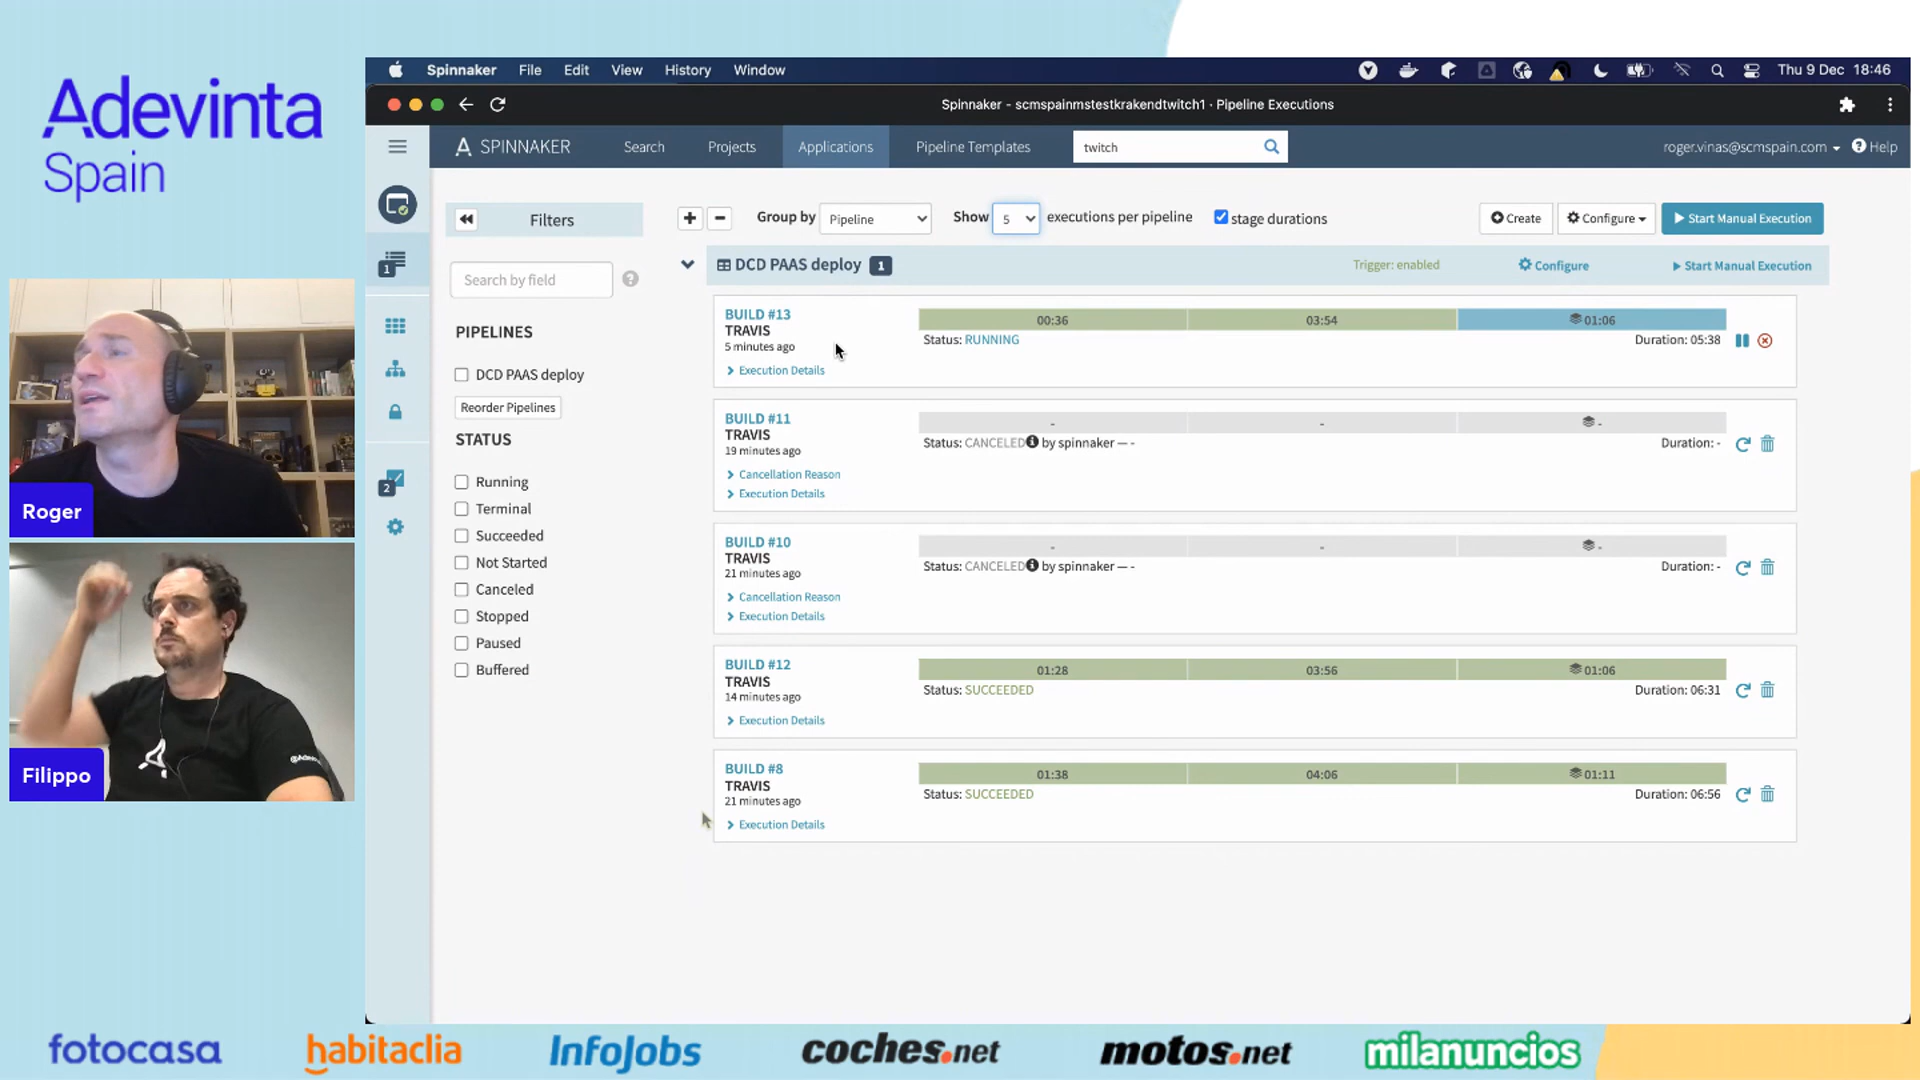 Adevinta
Spain
Spinnaker File Edit View History Window
Thu 9 Dec 18:46
Spinnaker - scmspainmstestkrakendtwitch1 · Pipeline Executions
SPINNAKER Search Projects Applications Pipeline Templates twitch roger.vinas@scmspain.com Help
Filters
Group by Pipeline Show 5 executions per pipeline stage durations Create Configure Start Manual Execution
1
DCD PAAS deploy 1 Trigger: enabled Configure Start Manual Execution
Search by field
PIPELINES
DCD PAAS deploy
Reorder Pipelines
STATUS
Running
Terminal
Succeeded
Not Started
Canceled
Stopped
Paused
Buffered
2
BUILD #13
TRAVIS
5 minutes ago
Execution Details
00:36 03:54 01:06
Status: RUNNING Duration: 05:38
BUILD #11
TRAVIS
19 minutes ago
Cancellation Reason
Execution Details
- - -
Status: CANCELED by spinnaker — - Duration: -
BUILD #10
TRAVIS
21 minutes ago
Cancellation Reason
Execution Details
- - -
Status: CANCELED by spinnaker — - Duration: -
BUILD #12
TRAVIS
14 minutes ago
Execution Details
01:28 03:56 01:06
Status: SUCCEEDED Duration: 06:31
BUILD #8
TRAVIS
21 minutes ago
Execution Details
01:38 04:06 01:11
Status: SUCCEEDED Duration: 06:56
Roger
Filippo
fotocasa habitaclia InfoJobs coches.net motos.net milanuncios